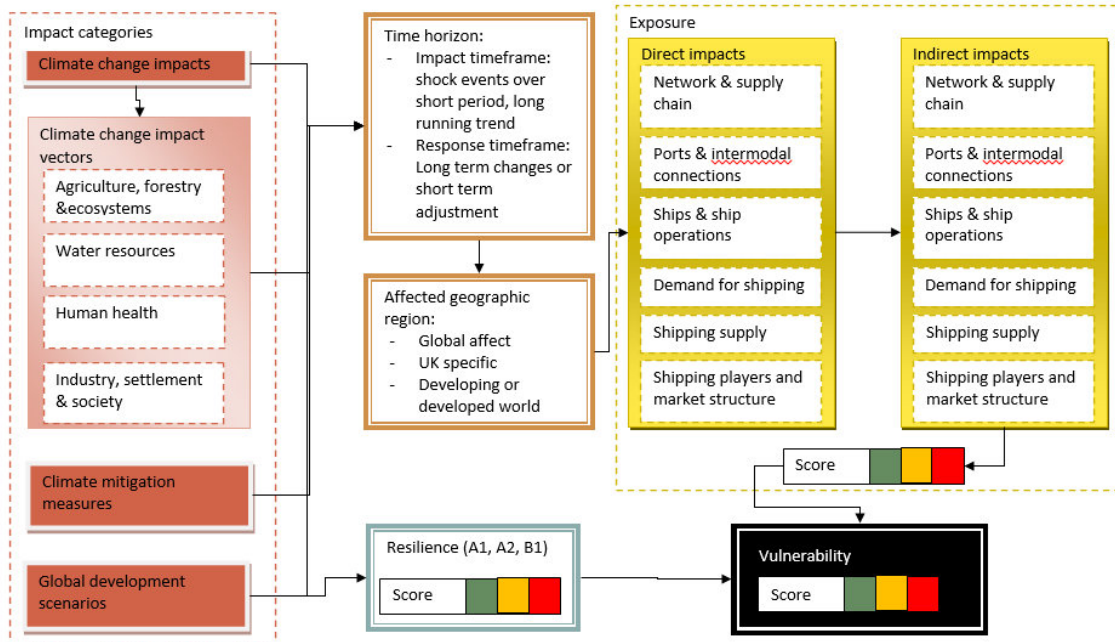 Impact categories
Climate change impacts
Climate change impact
vectors
Agriculture, forestry
&ecosystems
Water resources
Human health
Industry, settlement
& society
Climate mitigation
measures
Global development
scenarios
Time horizon:
- Impact timeframe:
shock events over
short period, long
running trend
- Response timeframe:
Long term changes or
short term
adjustment
Affected geographic
region:
- Global affect
- UK specific
- Developing or
developed world
Resilience (A1, A2, B1)
Score
Exposure
Direct impacts
Network & supply
chain
Ports & intermodal
connections
Ships & ship
operations
Demand for shipping
Shipping supply
Shipping players and
market structure
Indirect impacts
Network & supply
chain
Ports & intermodal
connections
Ships & ship
operations
Demand for shipping
Shipping supply
Shipping players and
market structure
Score
Vulnerability
Score